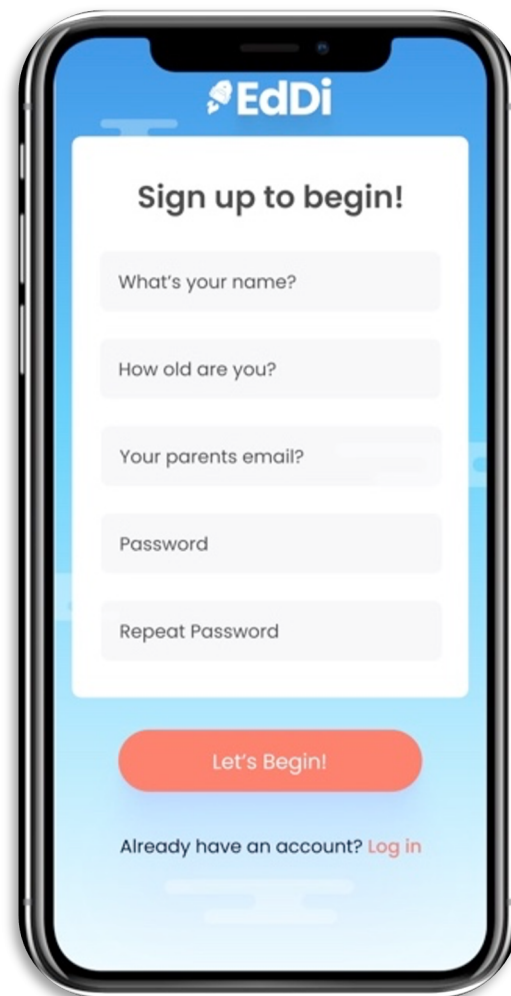 EdDi
Sign up to begin!
What's your name?
How old are you?
Your parents email?
Password
Repeat Password
Let's Begin!
Already have an account? Log in